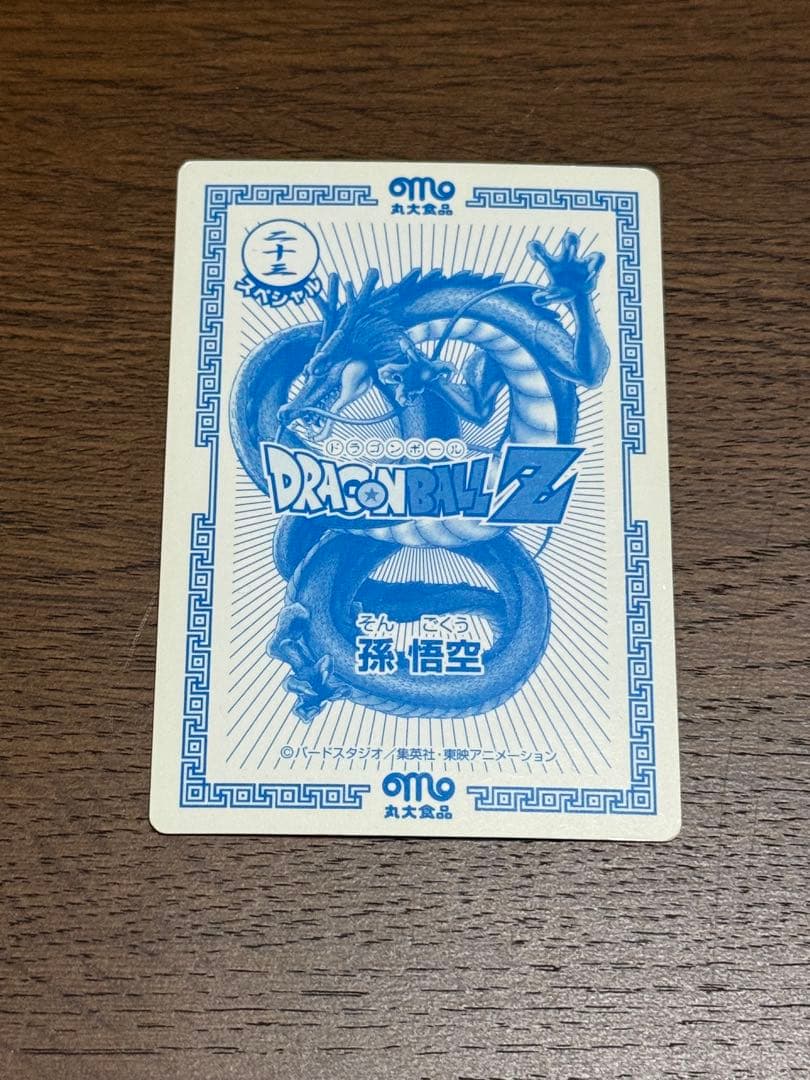 丸大食品
二十三
スペシャル
ドラゴンボール
DRAGONBALL Z
そん ごくう
孫 悟空
©バードスタジオ/集英社・東映アニメーション
丸大食品